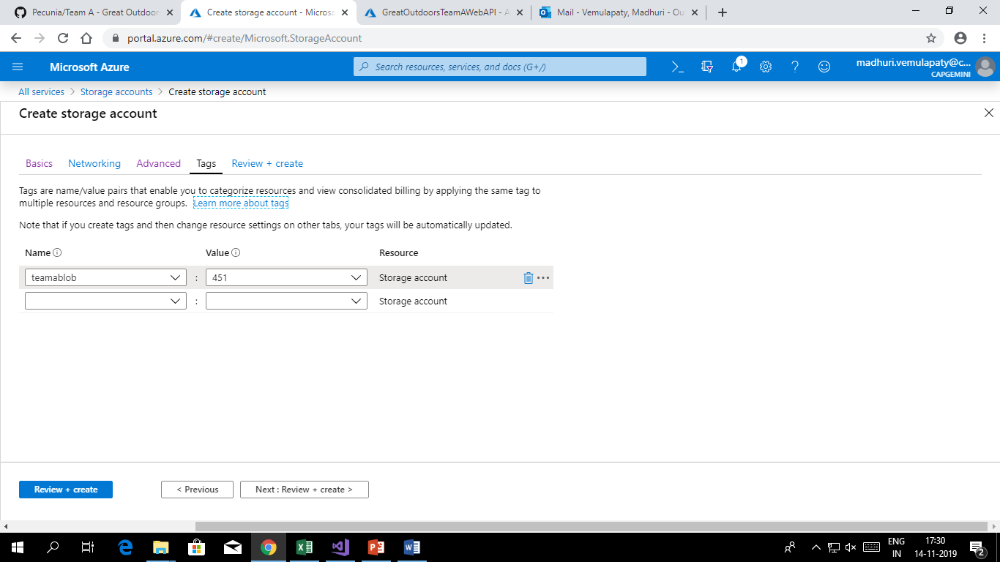 Pecunia/Team A - Great Outdoor
Create storage account - Microso
GreatOutdoorsTeamAWebAPI - A
Mail - Vemulapaty, Madhuri - Ou
portal.azure.com/#create/Microsoft.StorageAccount
Microsoft Azure
Search resources, services, and docs (G+/)
1
madhuri.vemulapaty@c...
CAPGEMINI
All services > Storage accounts > Create storage account
Create storage account
Basics Networking Advanced Tags Review + create
Tags are name/value pairs that enable you to categorize resources and view consolidated billing by applying the same tag to
multiple resources and resource groups. Learn more about tags
Note that if you create tags and then change resource settings on other tabs, your tags will be automatically updated.
Name Value Resource
teamablob : 451 Storage account
: Storage account
Review + create < Previous Next : Review + create >
ENG
IN
17:30
14-11-2019
2